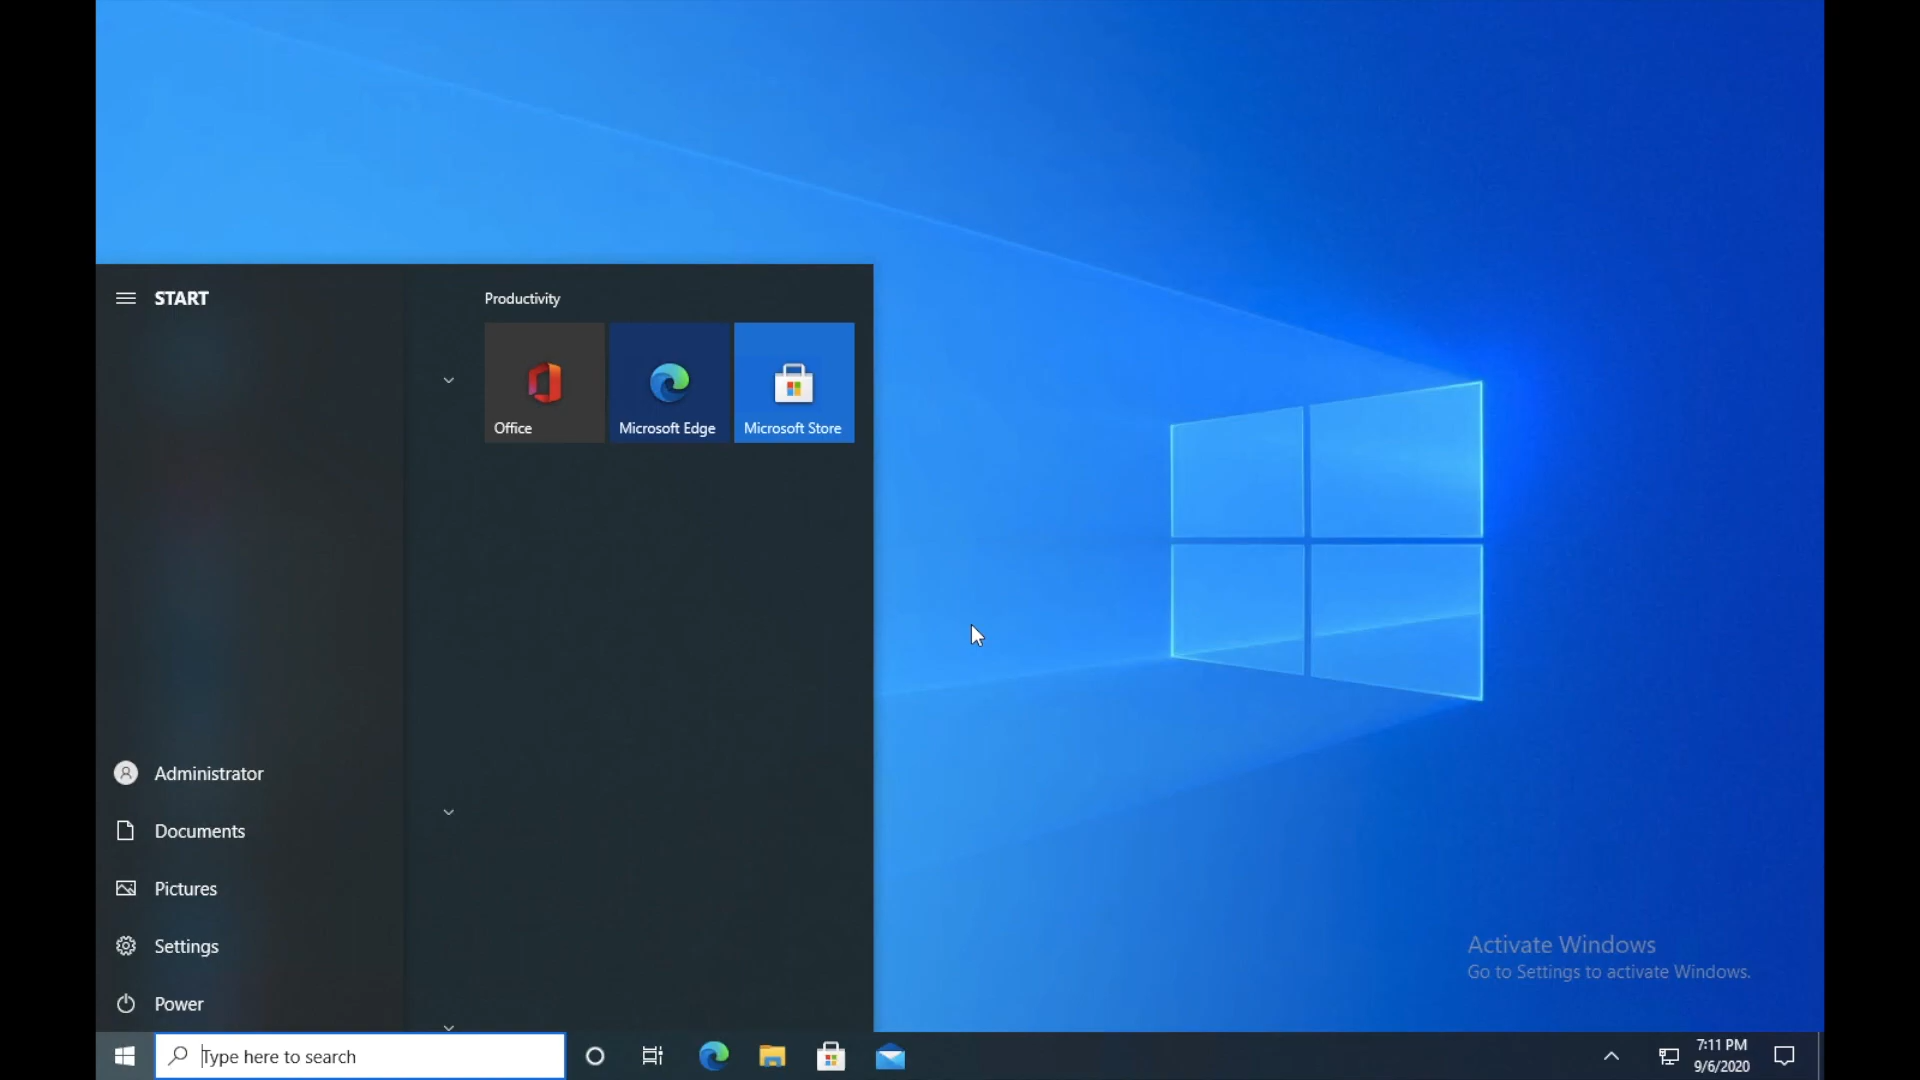 START
Productivity
Office
Microsoft Edge
Microsoft Store
Administrator
Documents
Pictures
Settings
Power
Activate Windows
Go to Settings to activate Windows.
Type here to search
7:11 PM
9/6/2020